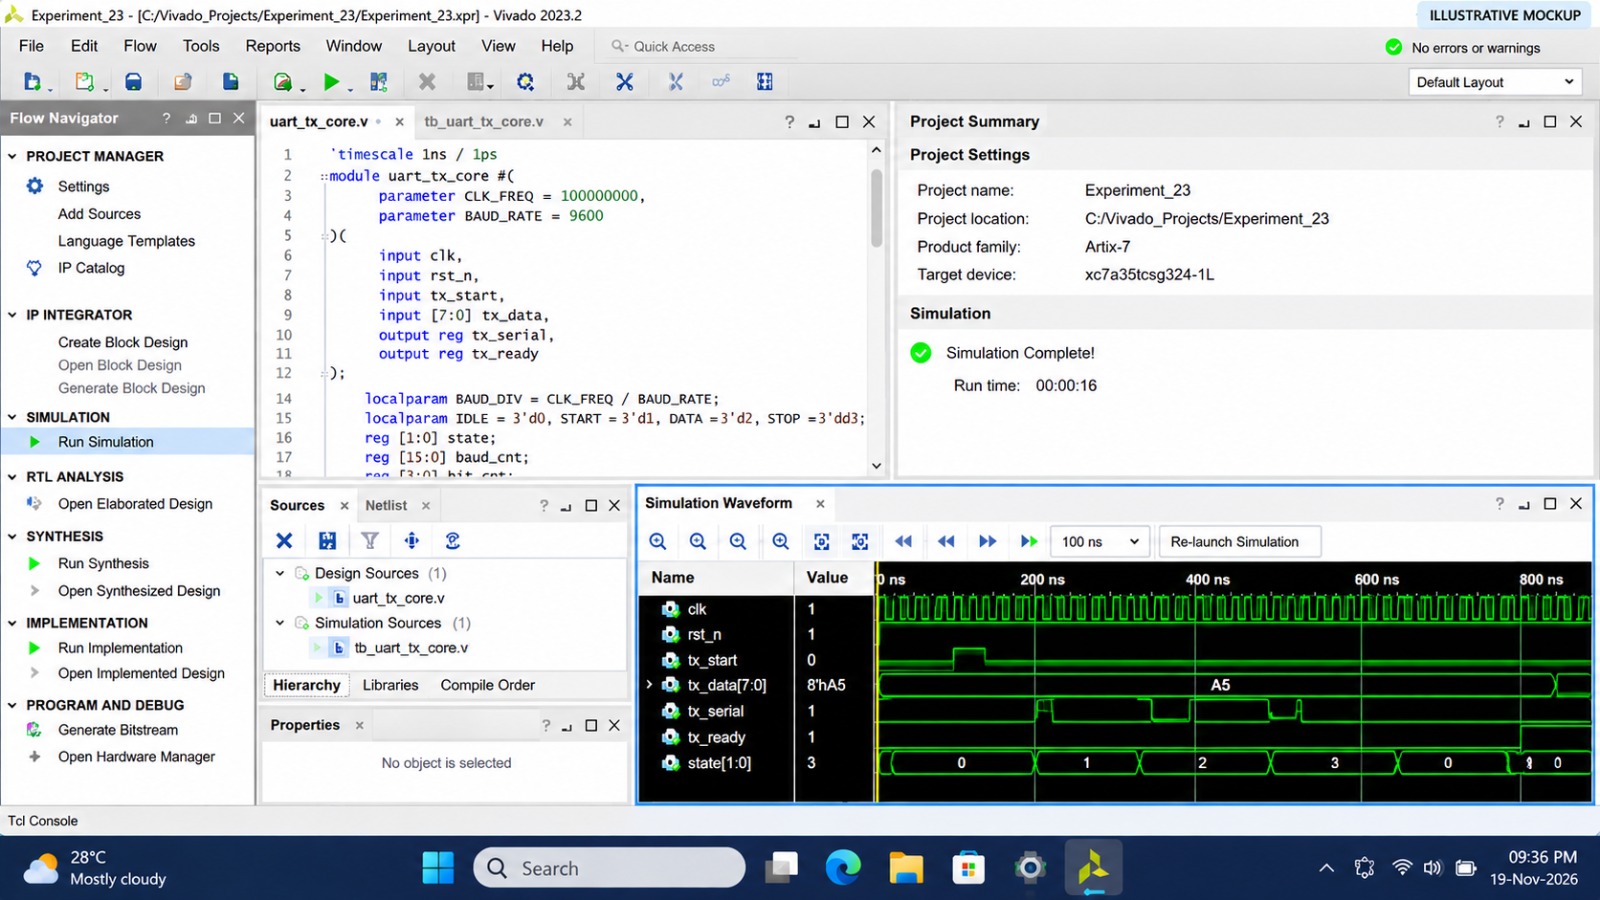 Experiment_23 - [C:/Vivado_Projects/Experiment_23/Experiment_23.xpr] - Vivado 2023.2
ILLUSTRATIVE MOCKUP
File Edit Flow Tools Reports Window Layout View Help Quick Access
No errors or warnings
Default Layout
Flow Navigator ?
PROJECT MANAGER
Settings
Add Sources
Language Templates
IP Catalog
IP INTEGRATOR
Create Block Design
Open Block Design
Generate Block Design
SIMULATION
Run Simulation
RTL ANALYSIS
Open Elaborated Design
SYNTHESIS
Run Synthesis
Open Synthesized Design
IMPLEMENTATION
Run Implementation
Open Implemented Design
PROGRAM AND DEBUG
Generate Bitstream
Open Hardware Manager
uart_tx_core.v tb_uart_tx_core.v ?
1 `timescale 1ns / 1ps
2 module uart_tx_core #(
3 parameter CLK_FREQ = 100000000,
4 parameter BAUD_RATE = 9600
5 )(
6 input clk,
7 input rst_n,
8 input tx_start,
9 input [7:0] tx_data,
10 output reg tx_serial,
11 output reg tx_ready
12 );
14 localparam BAUD_DIV = CLK_FREQ / BAUD_RATE;
15 localparam IDLE = 3'd0, START = 3'd1, DATA =3'd2, STOP =3'dd3;
16 reg [1:0] state;
17 reg [15:0] baud_cnt;
18 reg [3:0] bit_cnt;
Project Summary ?
Project Settings
Project name: Experiment_23
Project location: C:/Vivado_Projects/Experiment_23
Product family: Artix-7
Target device: xc7a35tcsg324-1L
Simulation
Simulation Complete!
Run time: 00:00:16
Sources Netlist ?
Design Sources (1)
uart_tx_core.v
Simulation Sources (1)
tb_uart_tx_core.v
Hierarchy Libraries Compile Order
Properties ?
No object is selected
Simulation Waveform ?
100 ns Re-launch Simulation
Name Value 0 ns 200 ns 400 ns 600 ns 800 ns
clk 1
rst_n 1
tx_start 0
tx_data[7:0] 8'hA5 A5
tx_serial 1
tx_ready 1
state[1:0] 3 0 1 2 3 0 0
Tcl Console
28°C
Mostly cloudy
Search
09:36 PM
19-Nov-2026